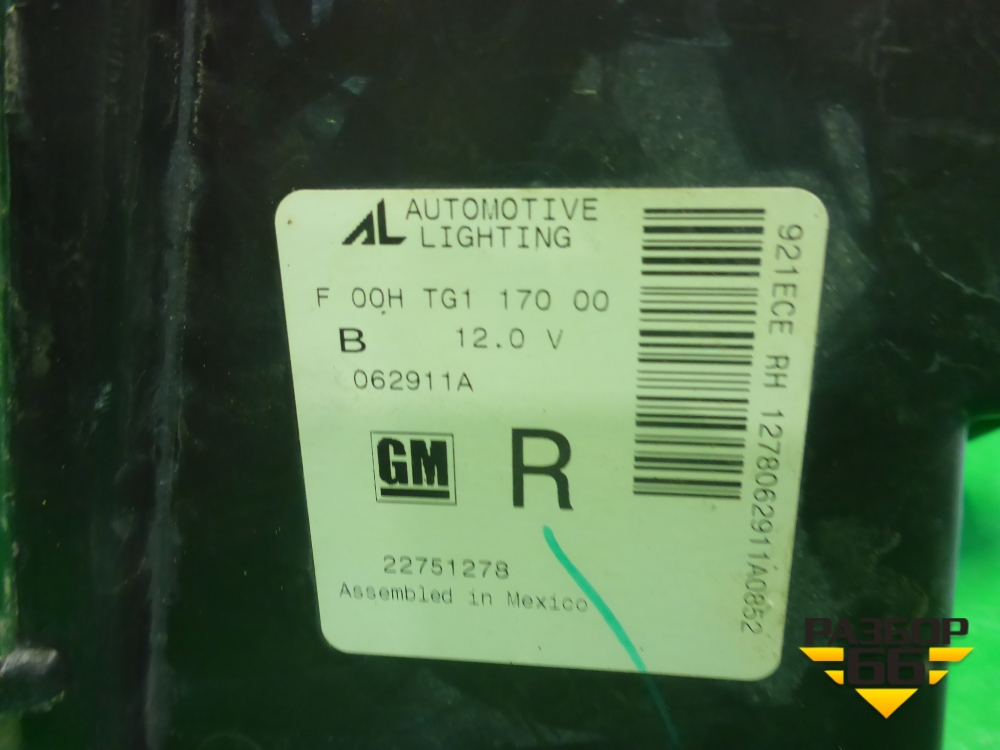 AL AUTOMOTIVE
LIGHTING
F 00H TG1 170 00
B 12.0 V
062911A
GM R
22751278
Assembled in Mexico
921ECE RH 1278062911A0852
РАЗБОР
66